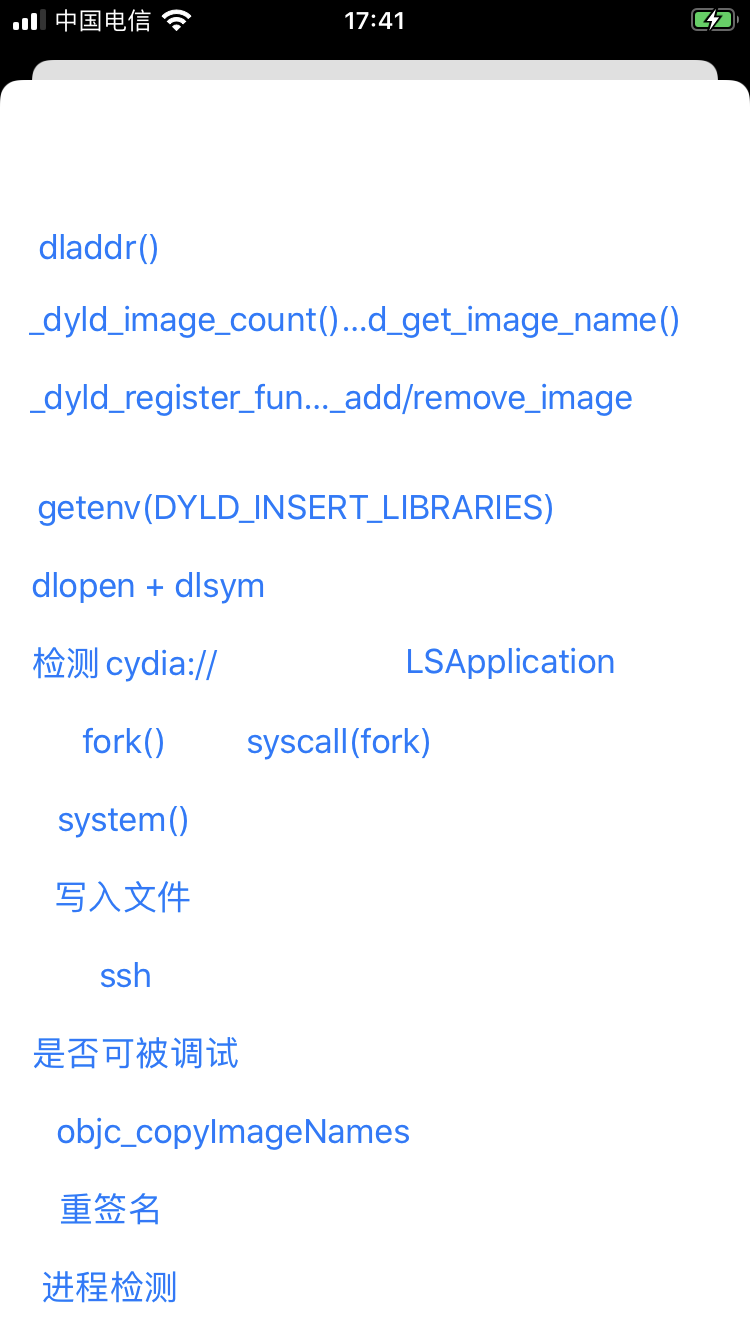 中国电信 17:41
dladdr()
_dyld_image_count()...d_get_image_name()
_dyld_register_fun..._add/remove_image
getenv(DYLD_INSERT_LIBRARIES)
dlopen + dlsym
检测 cydia:// LSApplication
fork() syscall(fork)
system()
写入文件
ssh
是否可被调试
objc_copyImageNames
重签名
进程检测